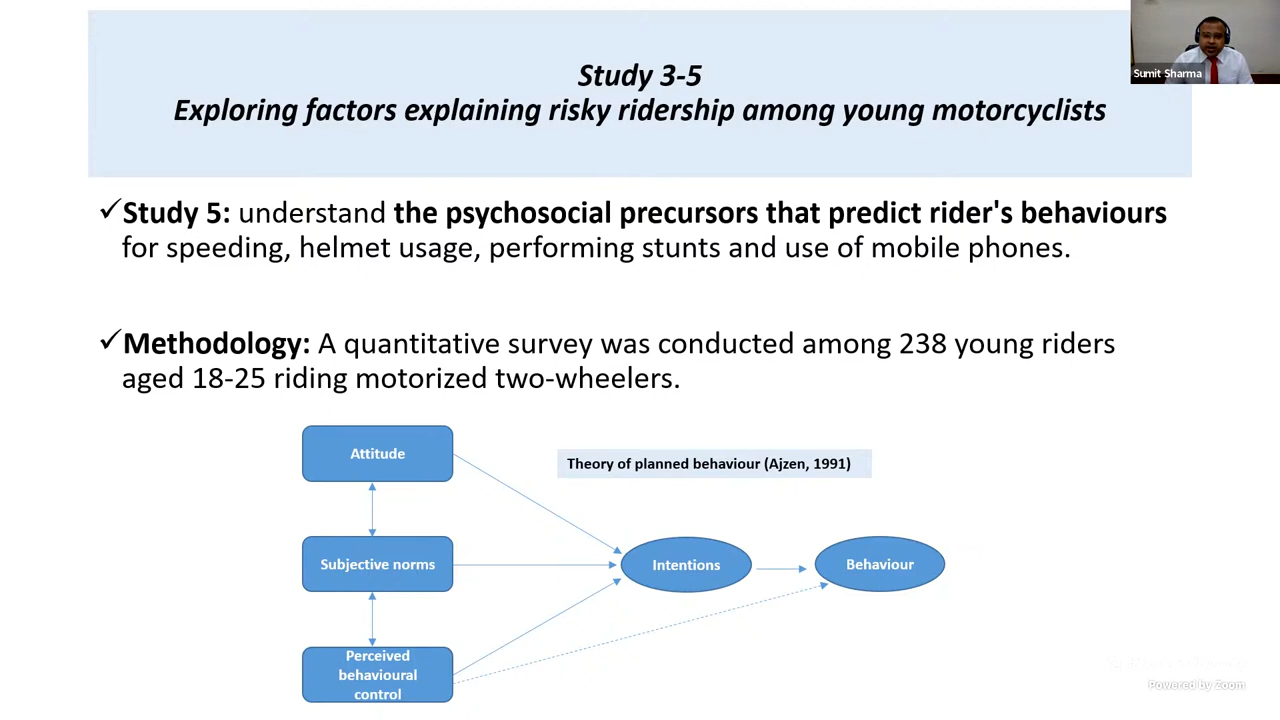 Study 3-5
Exploring factors explaining risky ridership among young motorcyclists
Sumit Sharma
✓Study 5: understand the psychosocial precursors that predict rider's behaviours
for speeding, helmet usage, performing stunts and use of mobile phones.
✓Methodology: A quantitative survey was conducted among 238 young riders
aged 18-25 riding motorized two-wheelers.
Attitude
Theory of planned behaviour (Ajzen, 1991)
Subjective norms
Intentions
Behaviour
Perceived
behavioural
control
Powered by Zoom